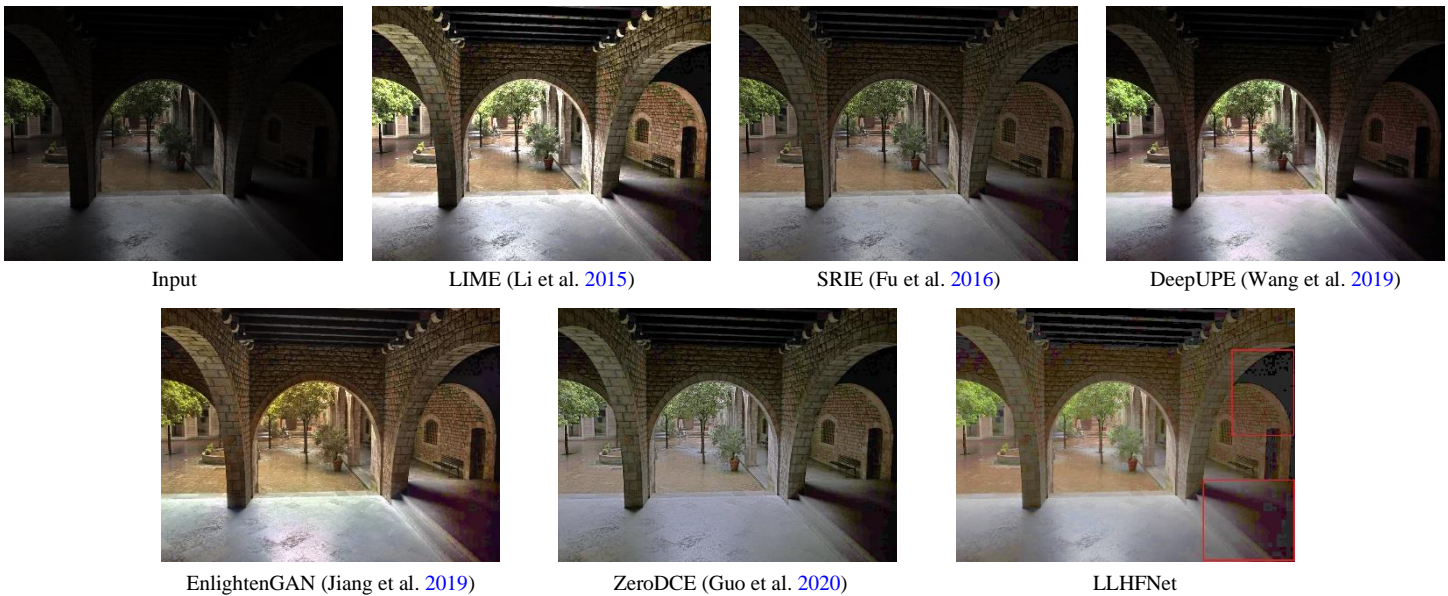 Input
LIME (Li et al. 2015)
SRIE (Fu et al. 2016)
DeepUPE (Wang et al. 2019)
EnlightenGAN (Jiang et al. 2019)
ZeroDCE (Guo et al. 2020)
LLHFNet